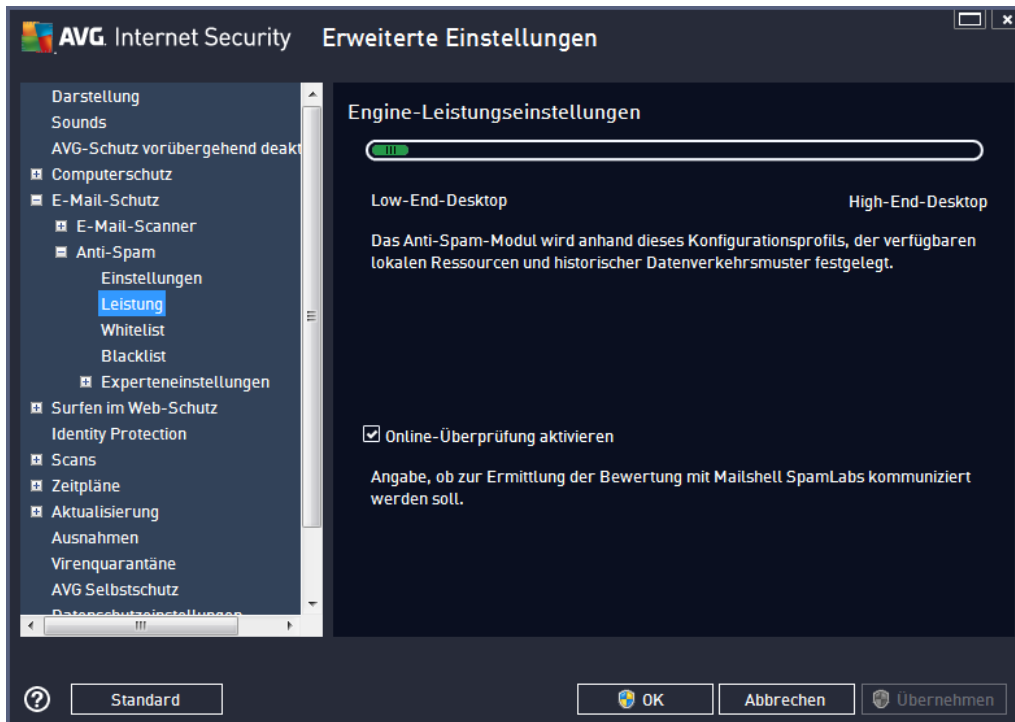 AVG. Internet Security Erweiterte Einstellungen
Darstellung
Sounds
AVG-Schutz vorübergehend deakt
Computerschutz
E-Mail-Schutz
E-Mail-Scanner
Anti-Spam
Einstellungen
Leistung
Whitelist
Blacklist
Experteneinstellungen
Surfen im Web-Schutz
Identity Protection
Scans
Zeitpläne
Aktualisierung
Ausnahmen
Virenquarantäne
AVG Selbstschutz
Datenschutzeinstellungen
Engine-Leistungseinstellungen
Low-End-Desktop High-End-Desktop
Das Anti-Spam-Modul wird anhand dieses Konfigurationsprofils, der verfügbaren
lokalen Ressourcen und historischer Datenverkehrsmuster festgelegt.
Online-Überprüfung aktivieren
Angabe, ob zur Ermittlung der Bewertung mit Mailshell SpamLabs kommuniziert
werden soll.
? Standard OK Abbrechen Übernehmen